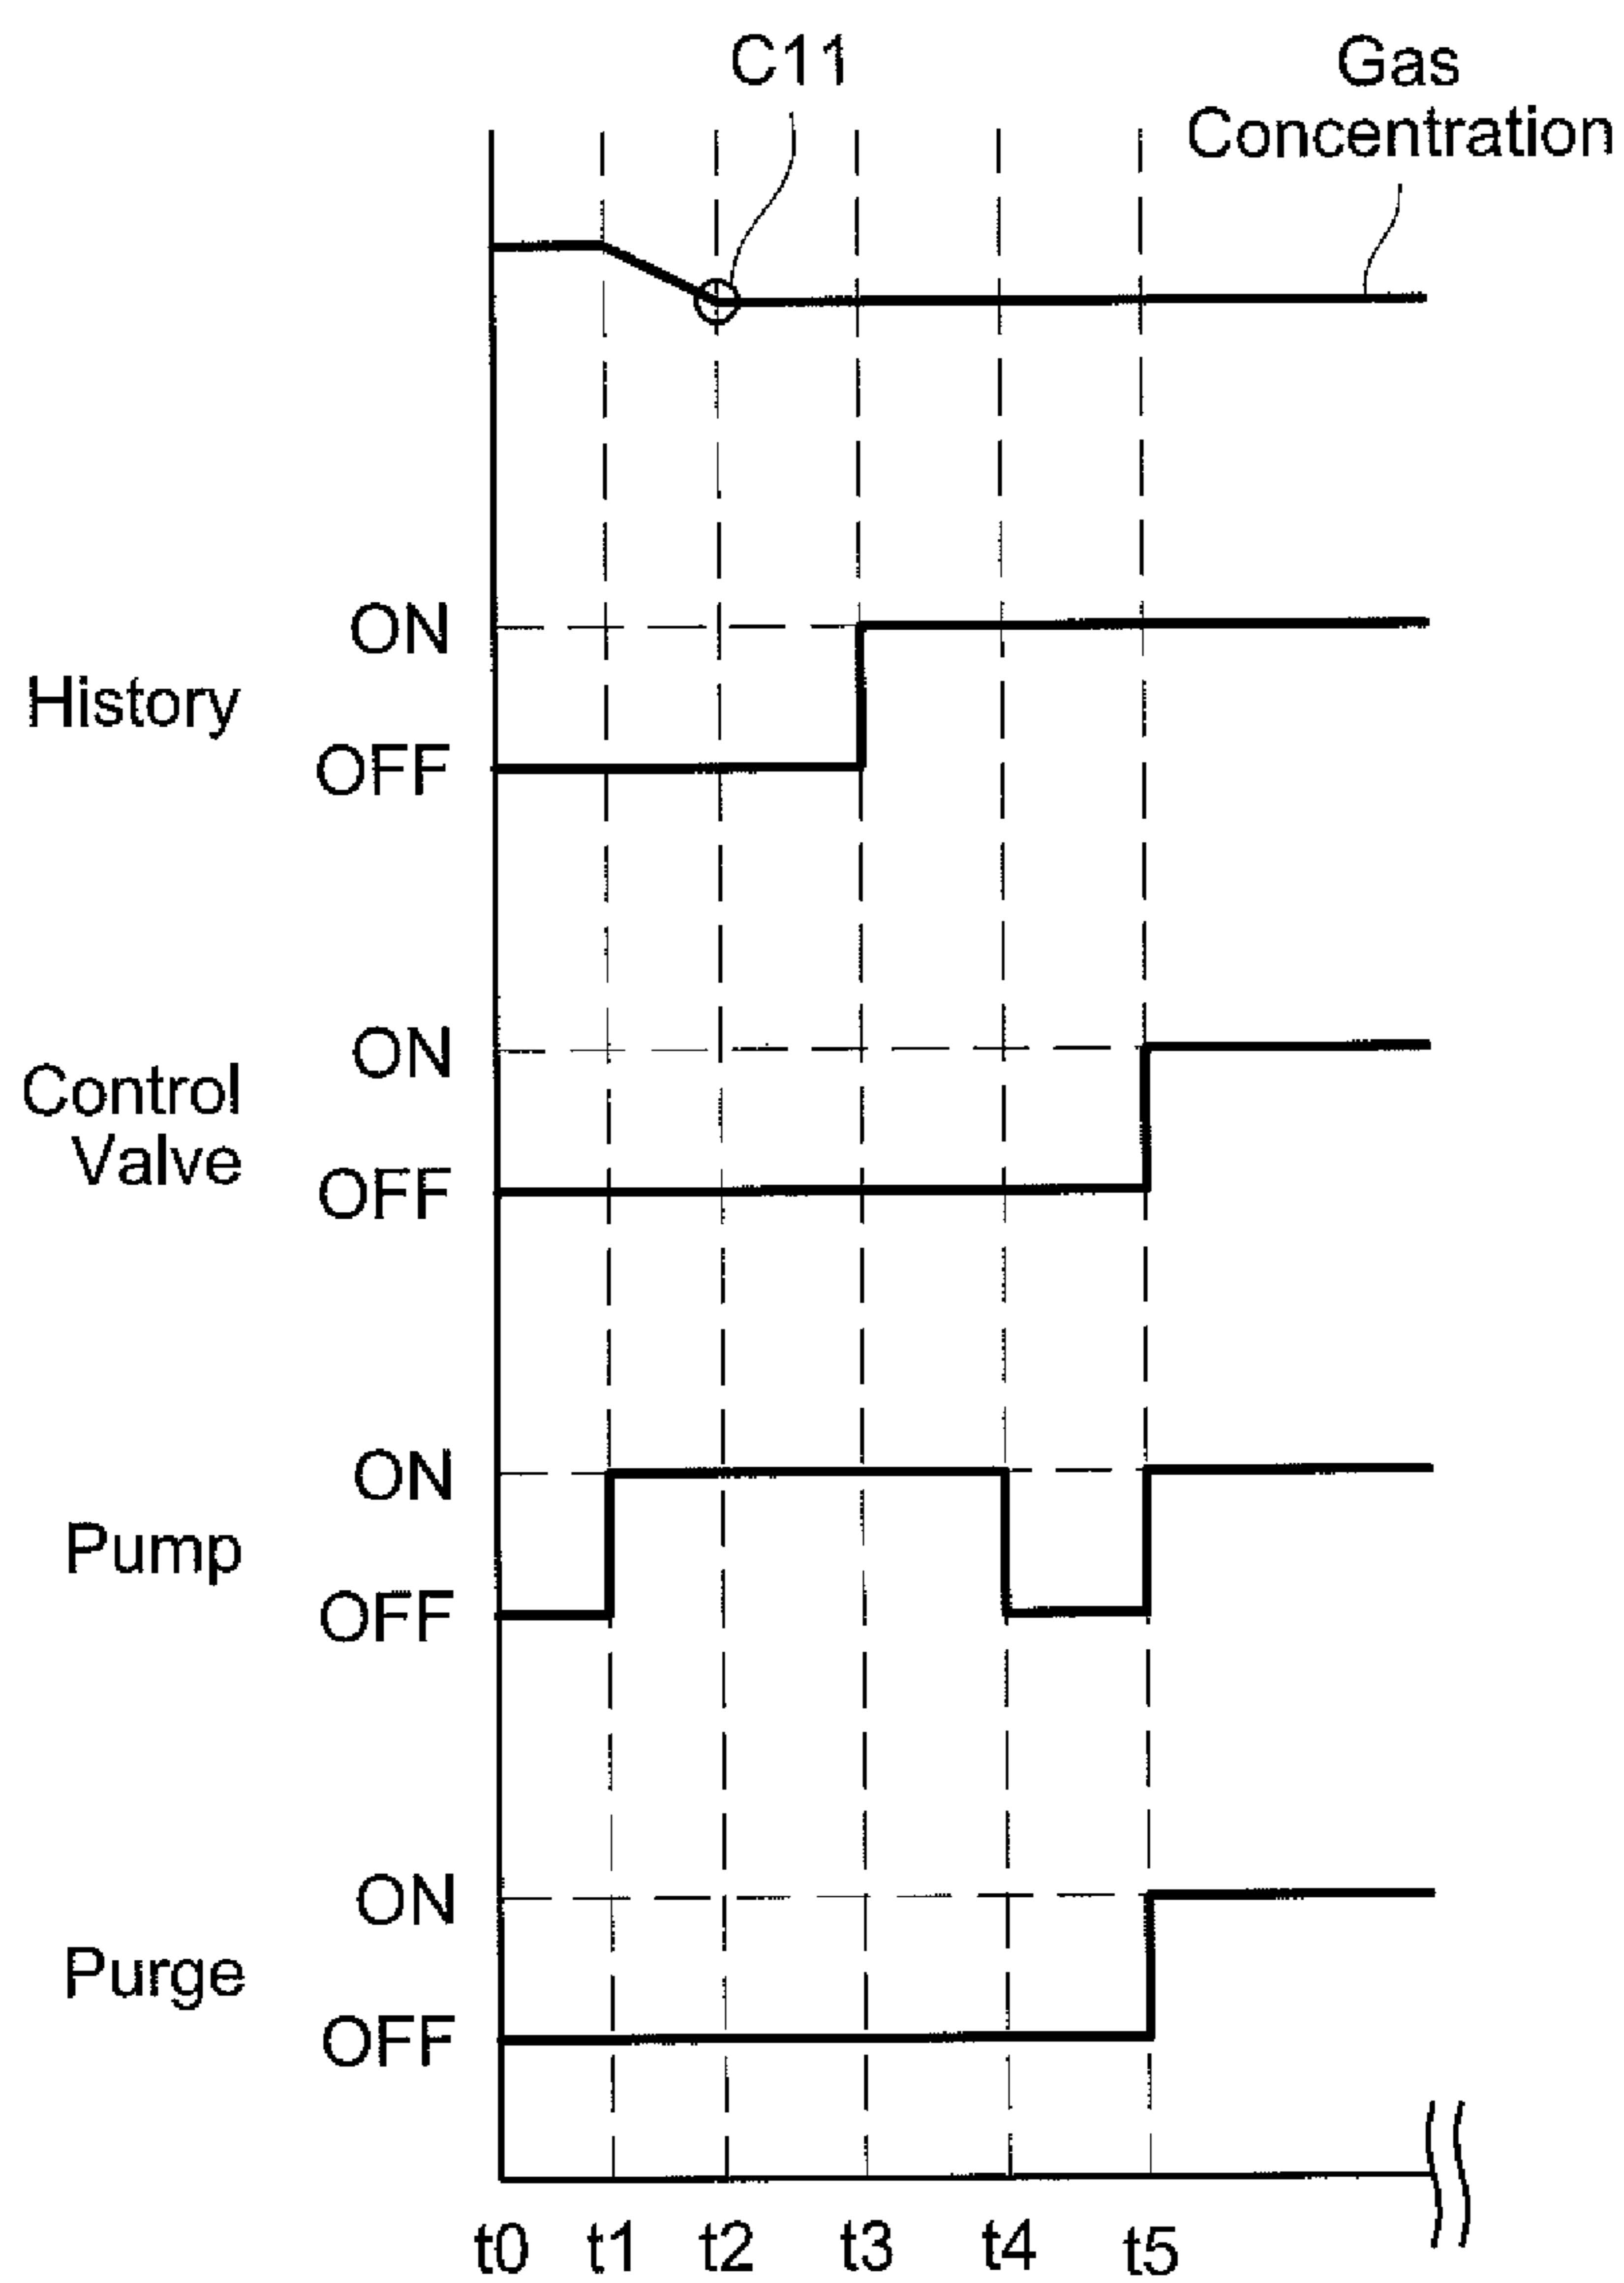 C11
Gas
Concentration
ON
History
OFF
ON
Control
Valve
OFF
ON
Pump
OFF
ON
Purge
OFF
t0 t1 t2 t3 t4 t5